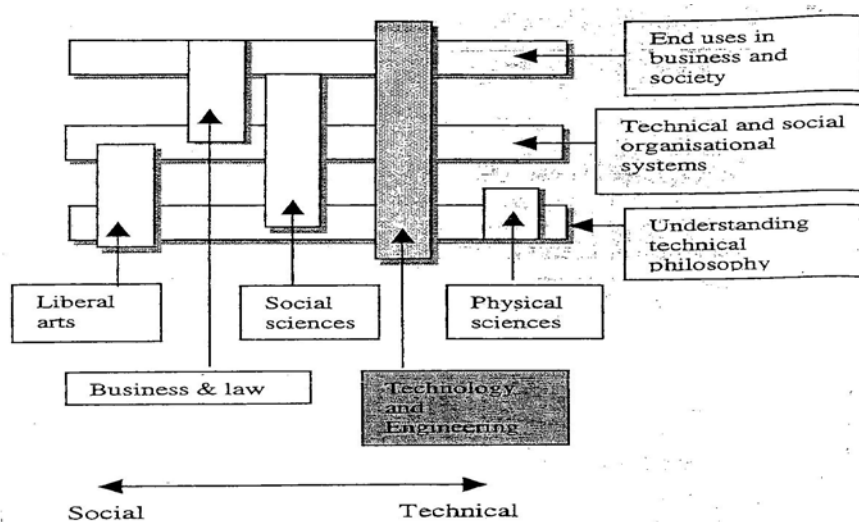 End uses in
business and
society
Technical and social
organisational
systems
Understanding
technical
philosophy
Liberal
arts
Social
sciences
Physical
sciences
Business & law
Technology
and
Engineering
Social
Technical